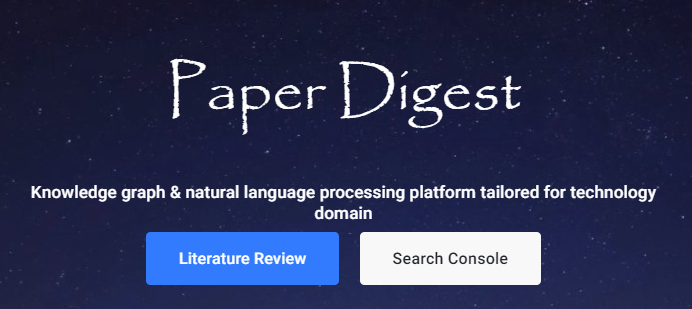 Paper Digest
Knowledge graph & natural language processing platform tailored for technology
domain
Literature Review
Search Console